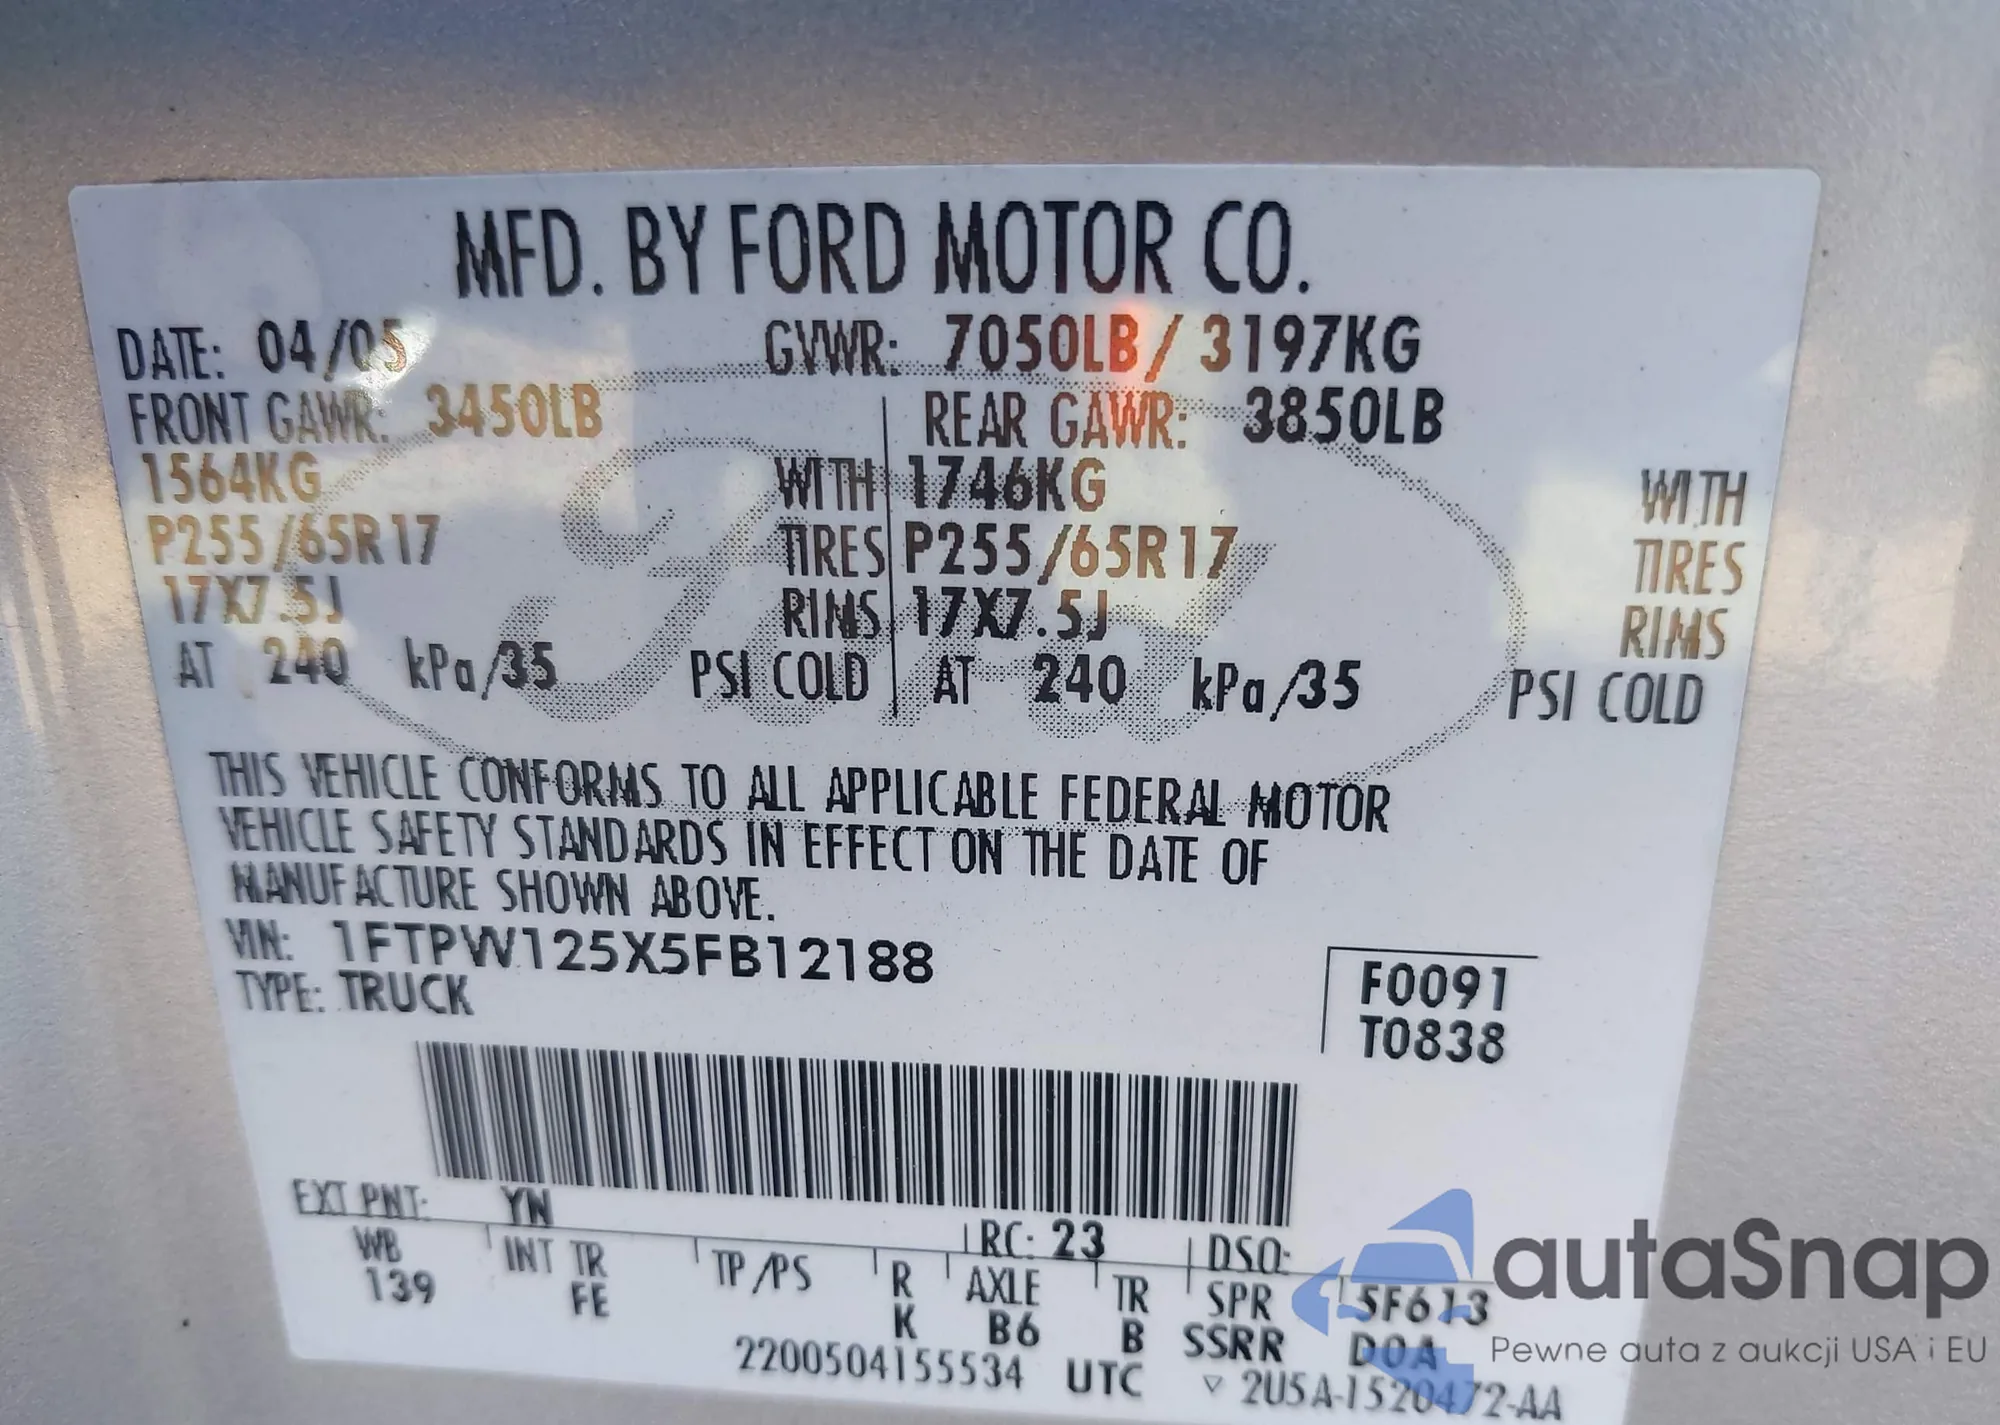 MFD. BY FORD MOTOR CO.
DATE: 04/05 GVWR: 7050LB/ 3197KG
FRONT GAWR: 3450LB REAR GAWR: 3850LB
1564KG WITH 1746KG WITH
P255/65R17 TIRES P255/65R17 TIRES
17X7.5J RIMS 17X7.5J RIMS
AT 240 kPa/35 PSI COLD AT 240 kPa/35 PSI COLD
THIS VEHICLE CONFORMS TO ALL APPLICABLE FEDERAL MOTOR
VEHICLE SAFETY STANDARDS IN EFFECT ON THE DATE OF
MANUFACTURE SHOWN ABOVE.
VIN: 1FTPW125X5FB12188
TYPE: TRUCK
F0091
T0838
EXT PNT: YN RC: 23 DSO:
WB INT TR TP/PS R AXLE TR SPR 5F613
139 FE K B6 B SSRR DOA
2200504155534 UTC ▽ 2U5A-1520472-AA
Ford
autaSnap
Pewne auta z aukcji USA i EU